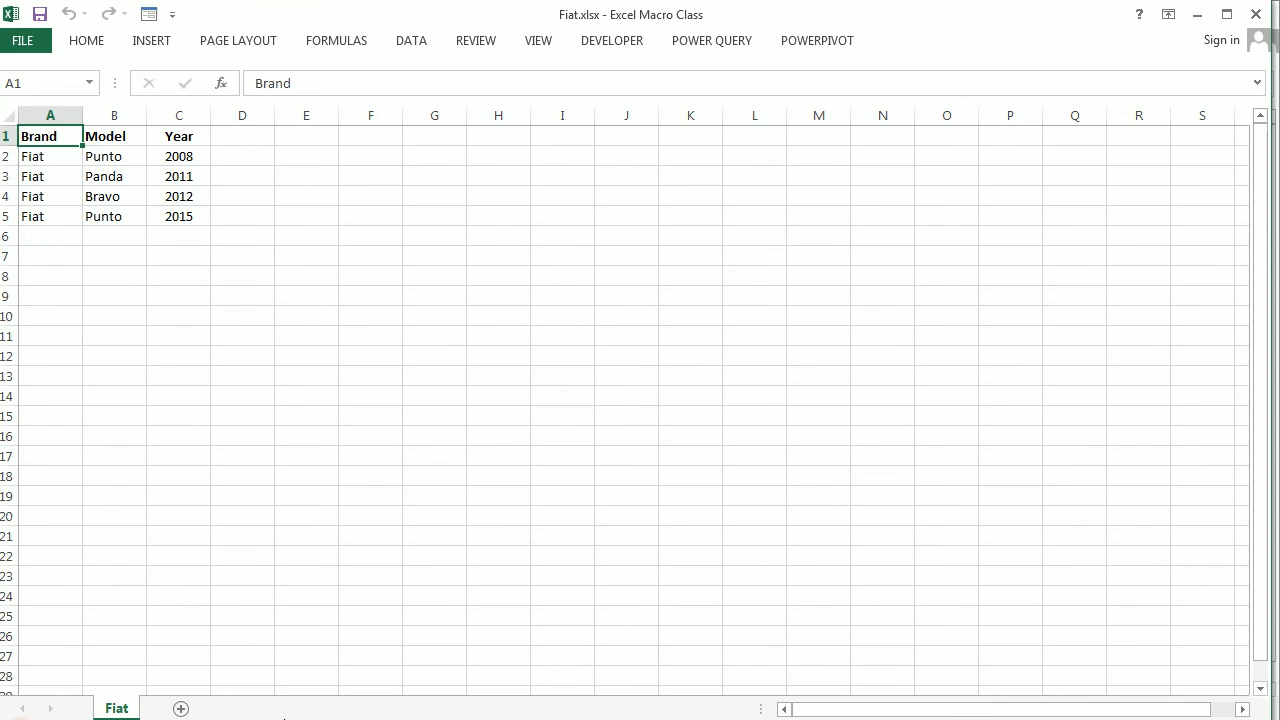 Fiat.xlsx - Excel Macro Class
?
FILE HOME INSERT PAGE LAYOUT FORMULAS DATA REVIEW VIEW DEVELOPER POWER QUERY POWERPIVOT Sign in
A1 fx Brand
A B C D E F G H I J K L M N O P Q R S
1 Brand Model Year
2 Fiat Punto 2008
3 Fiat Panda 2011
4 Fiat Bravo 2012
5 Fiat Punto 2015
6
7
8
9
10
11
12
13
14
15
16
17
18
19
20
21
22
23
24
25
26
27
28
Fiat